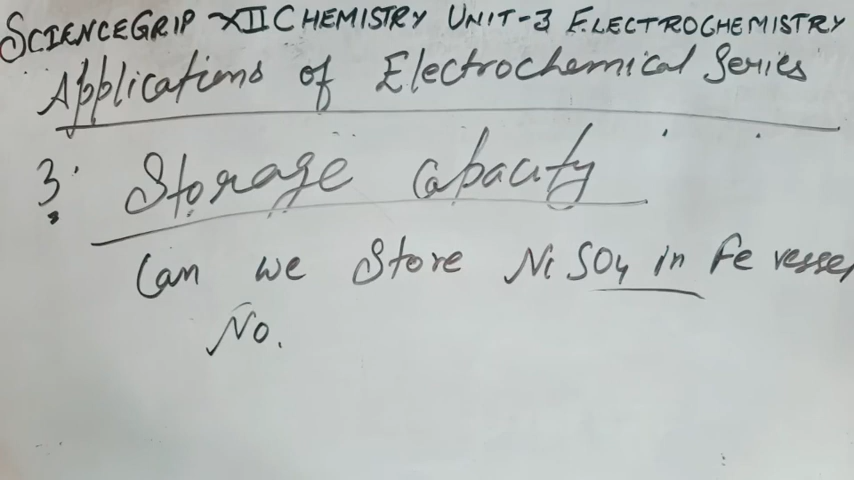 SCIENCEGRIP XII CHEMISTRY UNIT-3 ELECTROCHEMISTRY
Applications of Electrochemical Series
3. Storage Capacity
Can we Store NiSO4 in Fe vessel
No.